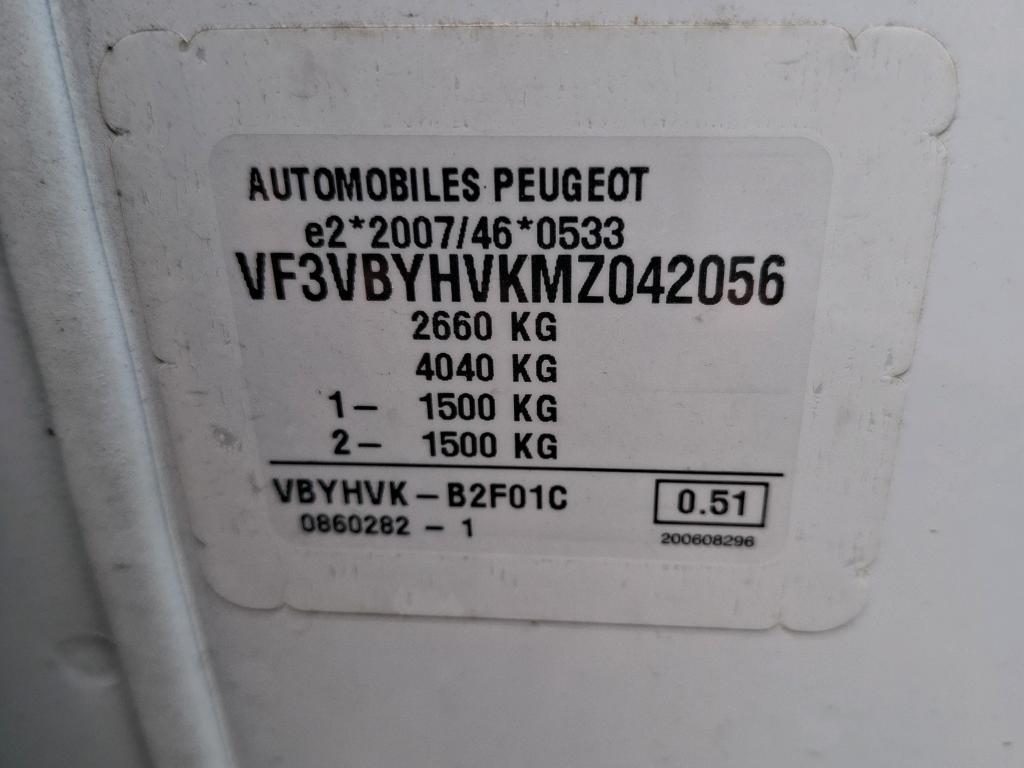 AUTOMOBILES PEUGEOT
e2*2007/46*0533
VF3VBYHVKMZ042056
2660 KG
4040 KG
1- 1500 KG
2- 1500 KG
VBYHVK - B2F01C
0.51
0860282 - 1
200608296